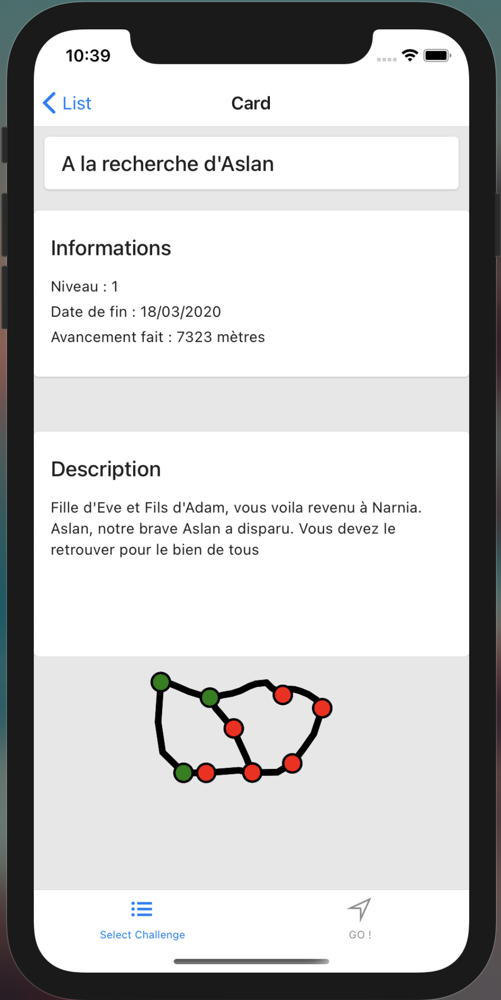 10:39
List
Card
A la recherche d'Aslan
Informations
Niveau : 1
Date de fin : 18/03/2020
Avancement fait : 7323 mètres
Description
Fille d'Eve et Fils d'Adam, vous voila revenu à Narnia.
Aslan, notre brave Aslan a disparu. Vous devez le
retrouver pour le bien de tous
Select Challenge
GO !